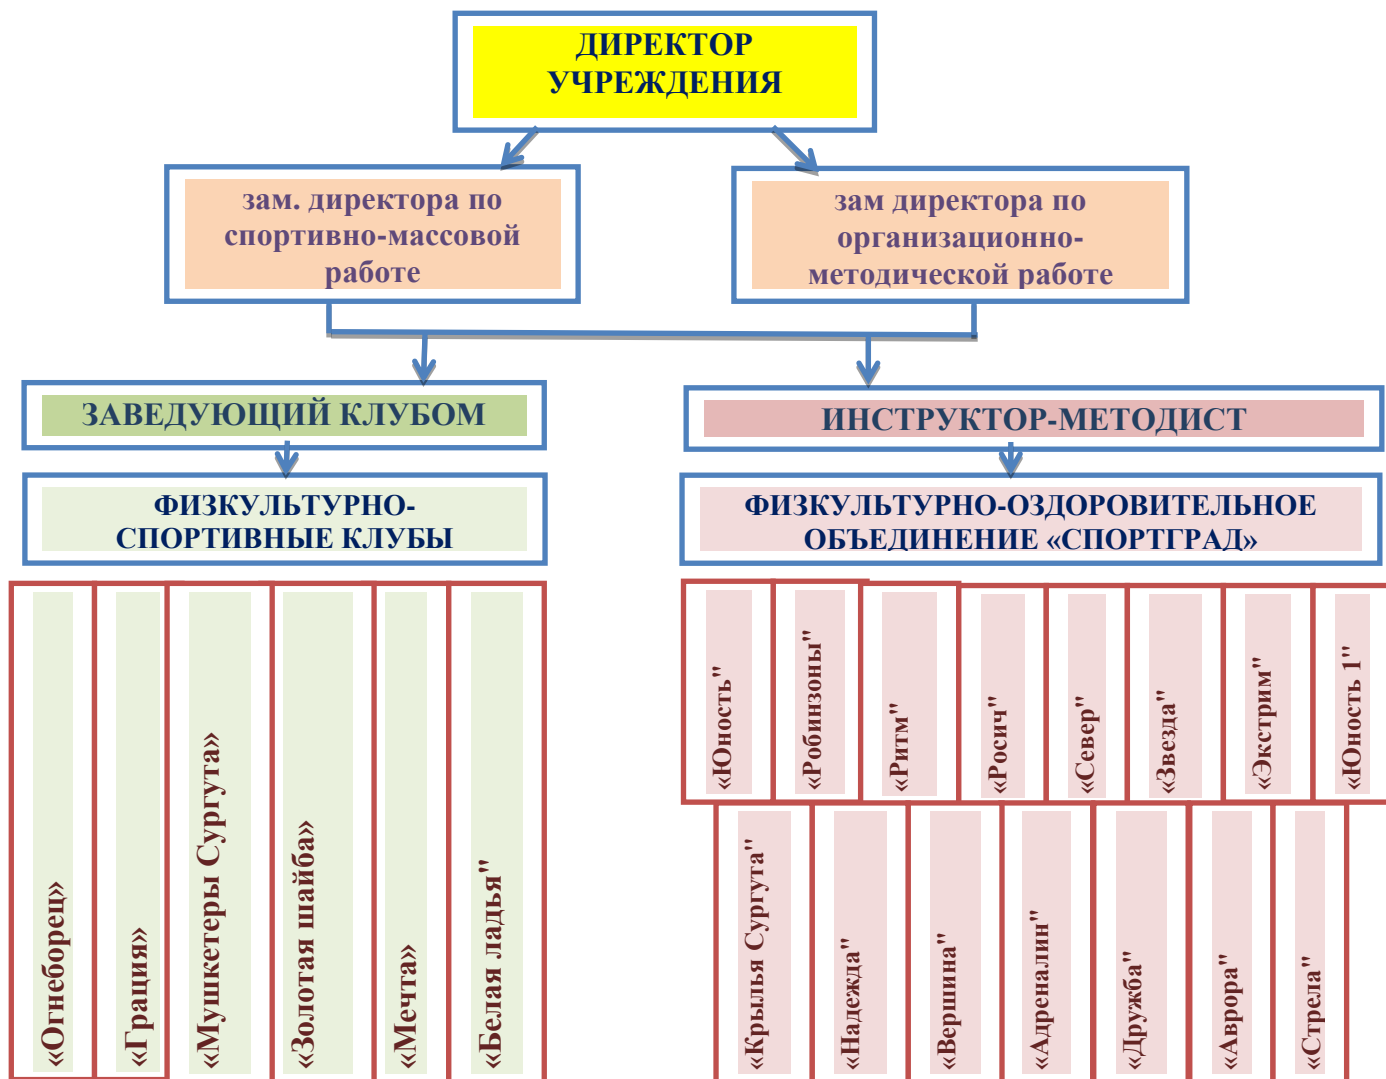 ДИРЕКТОР
УЧРЕЖДЕНИЯ
зам. директора по
спортивно-массовой
работе
зам директора по
организационно-
методической работе
ЗАВЕДУЮЩИЙ КЛУБОМ
ИНСТРУКТОР-МЕТОДИСТ
ФИЗКУЛЬТУРНО-
СПОРТИВНЫЕ КЛУБЫ
ФИЗКУЛЬТУРНО-ОЗДОРОВИТЕЛЬНОЕ
ОБЪЕДИНЕНИЕ «СПОРТГРАД»
«Огнеборец»
«Грация»
«Мушкетеры Сургута»
«Золотая шайба»
«Мечта»
«Белая ладья"
«Юность"
«Робинзоны"
«Ритм"
«Росич"
«Север"
«Звезда"
«Экстрим"
«Юность 1"
«Крылья Сургута"
«Надежда"
«Вершина"
«Адреналин"
«Дружба"
«Аврора"
«Стрела"